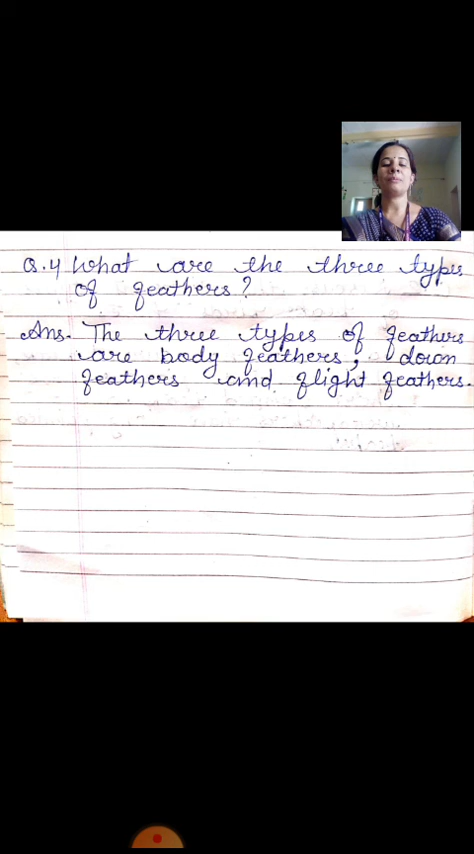 Q.4 What are the three types
of feathers?
Ans. The three types of feathers
are body feathers, down
feathers and flight feathers.